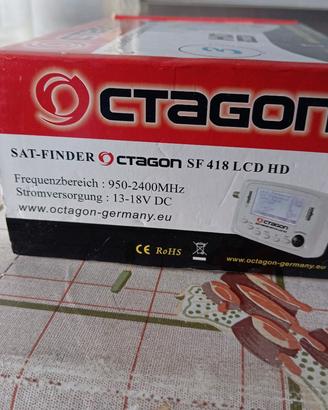 OCTAGON
SAT-FINDER OCTAGON SF 418 LCD HD
Frequenzbereich : 950-2400MHz
Stromversorgung : 13-18V DC
www.octagon-germany.eu
OCTAGON
CE RoHS
www.octagon-germany.eu